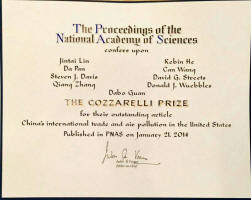 The Proceedings of the
National Academy of Sciences
confers upon
Jintai Lin Kebin He
Da Pan Can Wang
Steven J. Davis David G. Streets
Qiang Zhang Donald J. Wuebbles
Dabo Guan
THE COZZARELLI PRIZE
for their outstanding article
China's international trade and air pollution in the United States
Published in PNAS on January 21, 2014